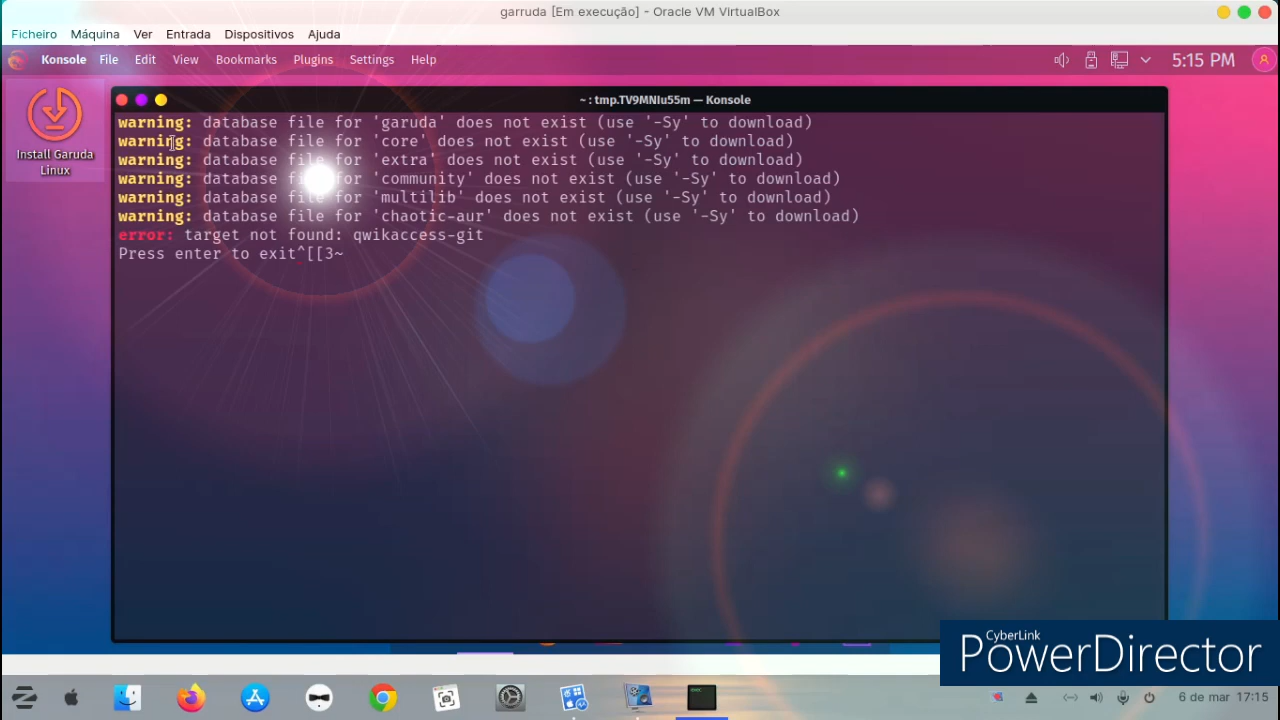 garruda [Em execução] - Oracle VM VirtualBox
Ficheiro Máquina Ver Entrada Dispositivos Ajuda
Konsole File Edit View Bookmarks Plugins Settings Help 5:15 PM
~ : tmp.TV9MNIu55m — Konsole
warning: database file for 'garuda' does not exist (use '-Sy' to download)
warning: database file for 'core' does not exist (use '-Sy' to download)
warning: database file for 'extra' does not exist (use '-Sy' to download)
warning: database file for 'community' does not exist (use '-Sy' to download)
warning: database file for 'multilib' does not exist (use '-Sy' to download)
warning: database file for 'chaotic-aur' does not exist (use '-Sy' to download)
error: target not found: qwikaccess-git
Press enter to exit^[[3~
Install Garuda
Linux
CyberLink
PowerDirector
6 de mar 17:15